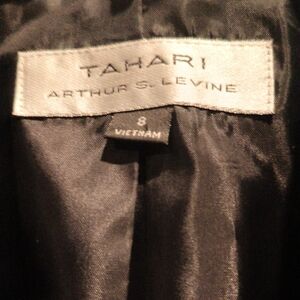 TAHARI
ARTHUR S. LEVINE
8
VIETNAM